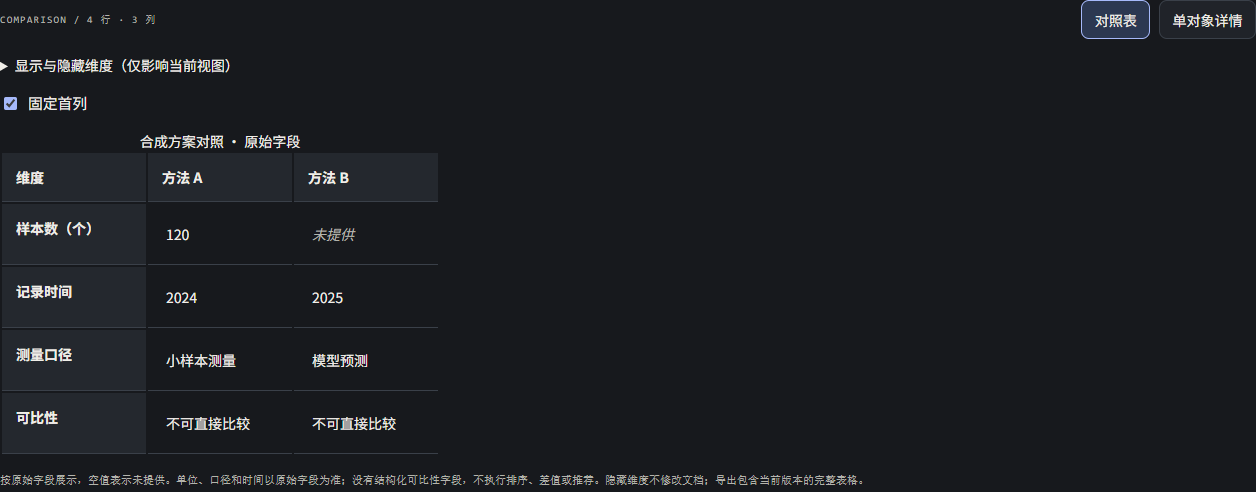 COMPARISON / 4 行 · 3 列
对照表 单对象详情
显示与隐藏维度（仅影响当前视图）
固定首列
合成方案对照 • 原始字段
维度 方法 A 方法 B
样本数（个） 120 未提供
记录时间 2024 2025
测量口径 小样本测量 模型预测
可比性 不可直接比较 不可直接比较
按原始字段展示，空值表示未提供。单位、口径和时间以原始字段为准；没有结构化可比性字段，不执行排序、差值或推荐。隐藏维度不修改文档；导出包含当前版本的完整表格。